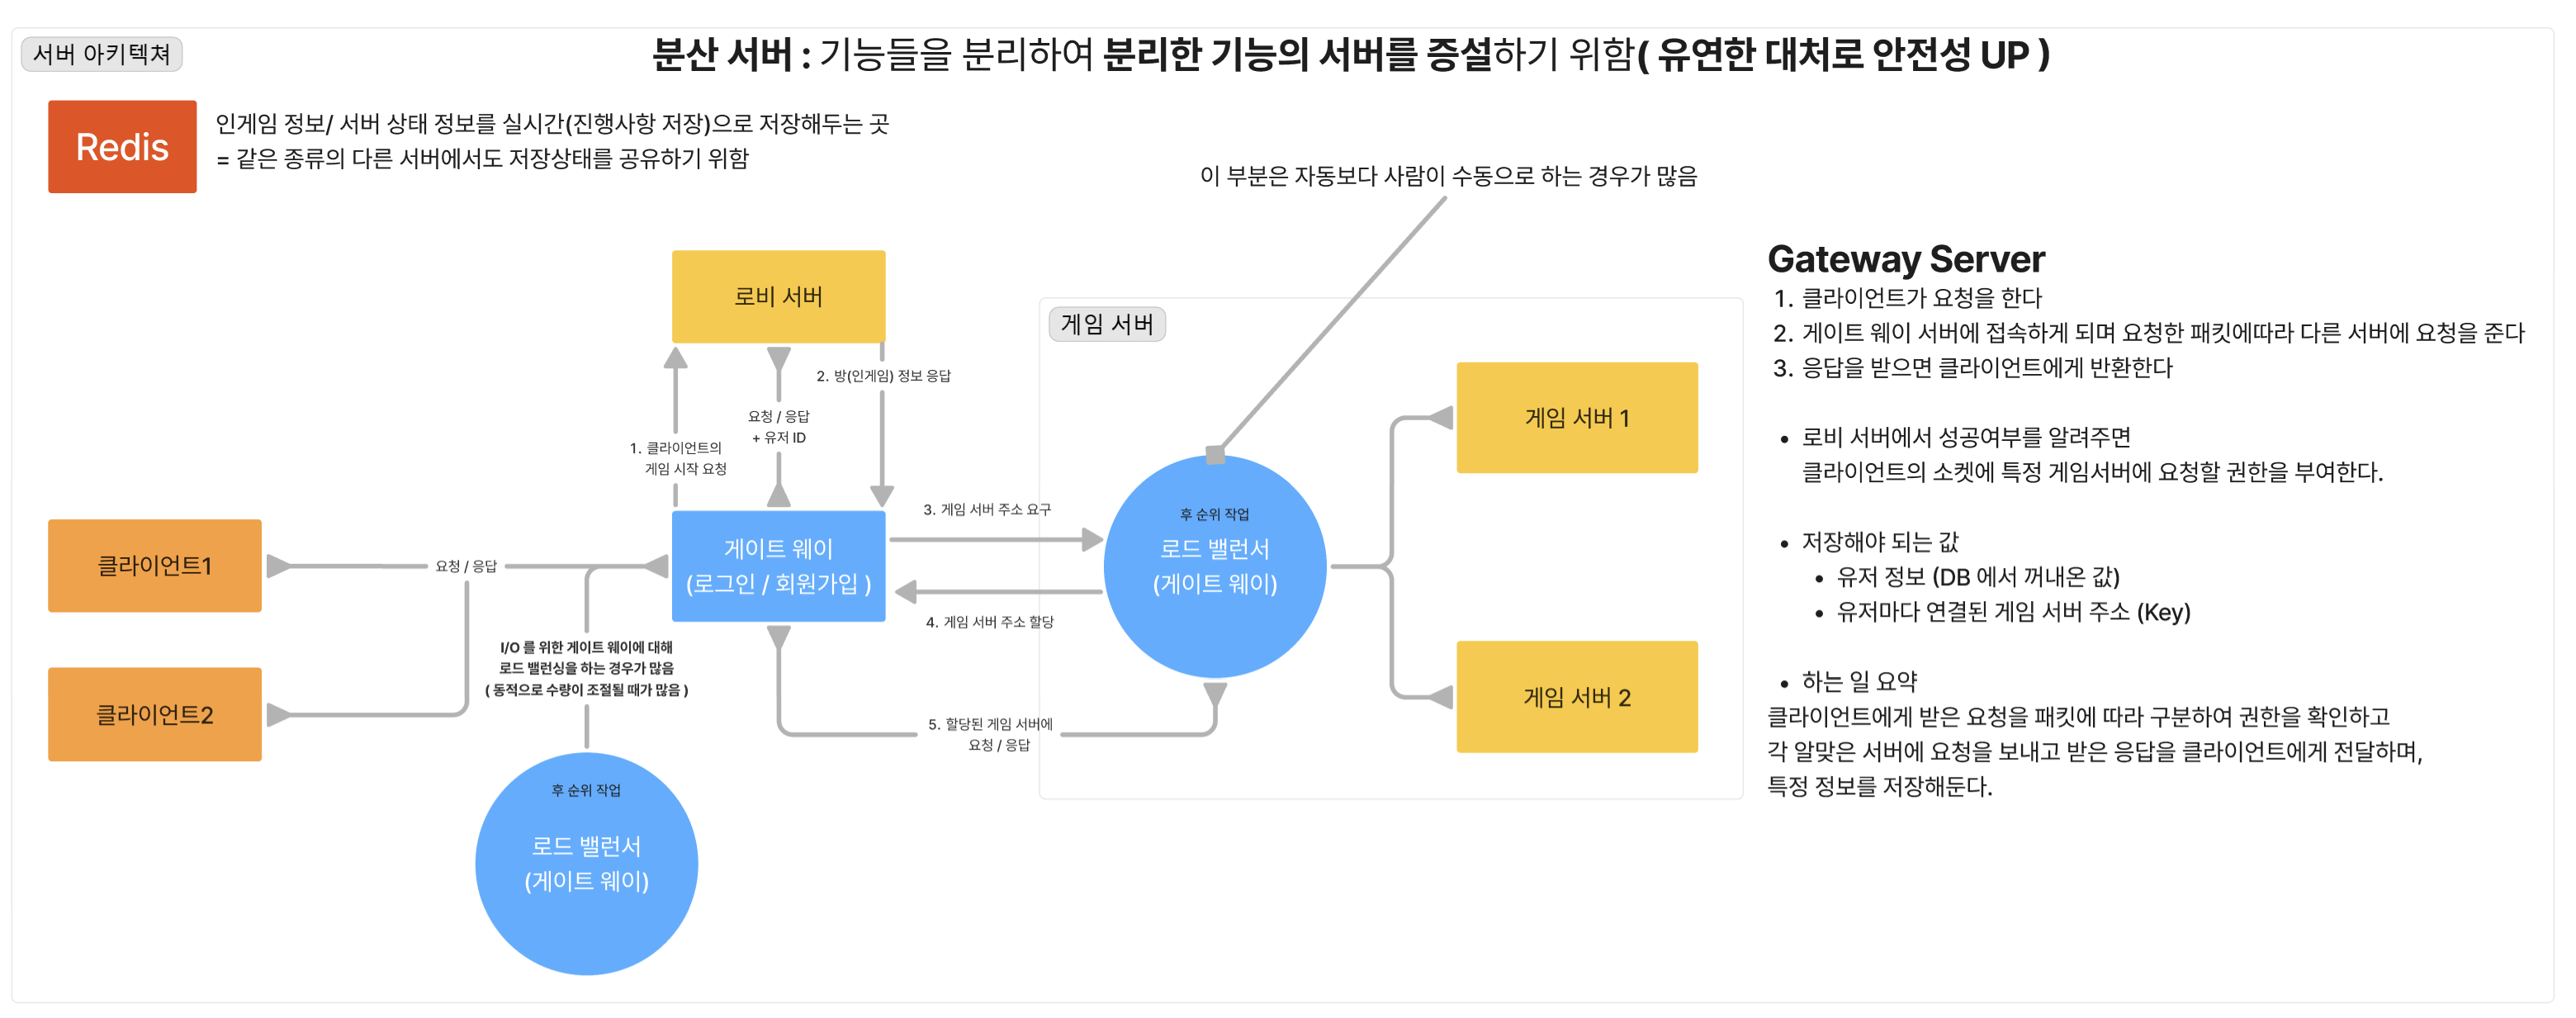 서버 아키텍쳐
분산 서버 : 기능들을 분리하여 분리한 기능의 서버를 증설하기 위함( 유연한 대처로 안전성 UP )
Redis
인게임 정보/ 서버 상태 정보를 실시간(진행사항 저장)으로 저장해두는 곳
= 같은 종류의 다른 서버에서도 저장상태를 공유하기 위함
이 부분은 자동보다 사람이 수동으로 하는 경우가 많음
로비 서버
2. 방(인게임) 정보 응답
요청 / 응답
+ 유저 ID
1. 클라이언트의
게임 시작 요청
클라이언트1
요청 / 응답
게이트 웨이
(로그인 / 회원가입 )
클라이언트2
I/O 를 위한 게이트 웨이에 대해
로드 밸런싱을 하는 경우가 많음
( 동적으로 수량이 조절될 때가 많음 )
후 순위 작업
로드 밸런서
(게이트 웨이)
3. 게임 서버 주소 요구
4. 게임 서버 주소 할당
5. 할당된 게임 서버에
요청 / 응답
게임 서버
후 순위 작업
로드 밸런서
(게이트 웨이)
게임 서버 1
게임 서버 2
Gateway Server
1. 클라이언트가 요청을 한다
2. 게이트 웨이 서버에 접속하게 되며 요청한 패킷에따라 다른 서버에 요청을 준다
3. 응답을 받으면 클라이언트에게 반환한다
• 로비 서버에서 성공여부를 알려주면
클라이언트의 소켓에 특정 게임서버에 요청할 권한을 부여한다.
• 저장해야 되는 값
• 유저 정보 (DB 에서 꺼내온 값)
• 유저마다 연결된 게임 서버 주소 (Key)
• 하는 일 요약
클라이언트에게 받은 요청을 패킷에 따라 구분하여 권한을 확인하고
각 알맞은 서버에 요청을 보내고 받은 응답을 클라이언트에게 전달하며,
특정 정보를 저장해둔다.